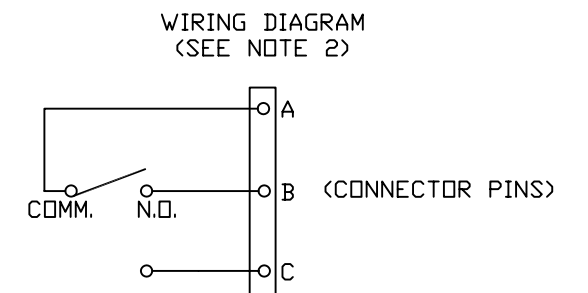 WIRING DIAGRAM
(SEE NOTE 2)
A
B (CONNECTOR PINS)
COMM. N.O.
C